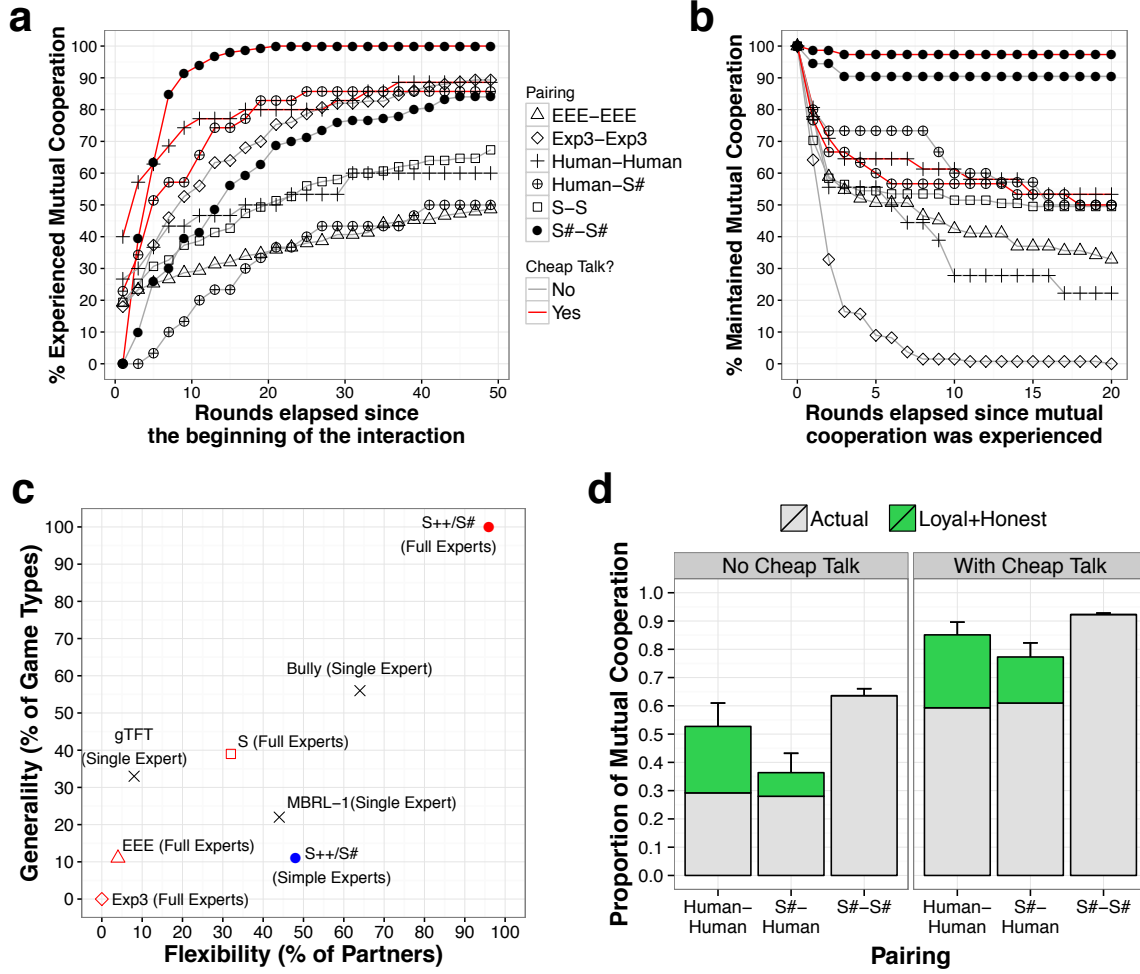 a
% Experienced Mutual Cooperation
100
90
80
70
60
50
40
30
20
10
0
0 10 20 30 40 50
Rounds elapsed since
the beginning of the interaction
Pairing
EEE−EEE
Exp3−Exp3
Human−Human
Human−S#
S−S
S#−S#
Cheap Talk?
No
Yes
b
% Maintained Mutual Cooperation
100
90
80
70
60
50
40
30
20
10
0
0 5 10 15 20
Rounds elapsed since mutual
cooperation was experienced
c
Generalility (% of Game Types)
100
90
80
70
60
50
40
30
20
10
0
S++/S#
(Full Experts)
Bully (Single Expert)
gTFT
(Single Expert)
S (Full Experts)
MBRL−1(Single Expert)
EEE (Full Experts)
S++/S#
(Simple Experts)
Exp3 (Full Experts)
0 10 20 30 40 50 60 70 80 90 100
Flexibility (% of Partners)
d
Actual Loyal+Honest
No Cheap Talk With Cheap Talk
Proportion of Mutual Cooperation
1.0
0.9
0.8
0.7
0.6
0.5
0.4
0.3
0.2
0.1
0.0
Human−
Human
S#−
Human
S#−S#
Human−
Human
S#−
Human
S#−S#
Pairing